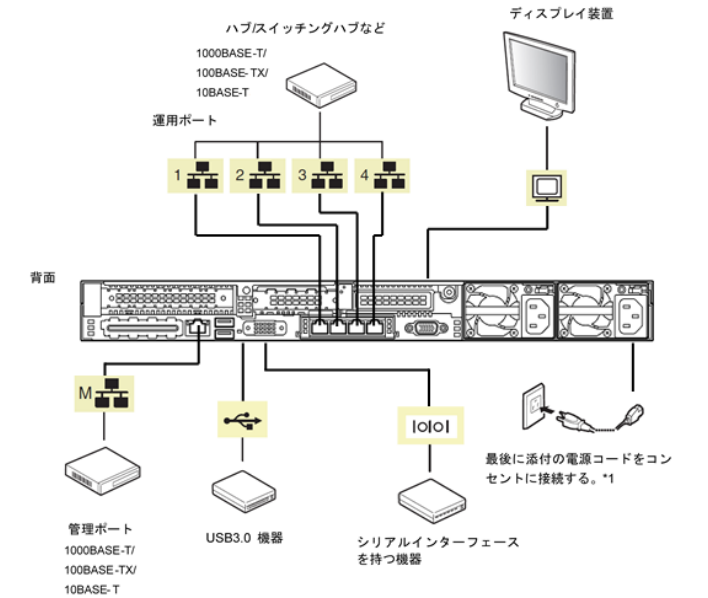 ディスプレイ装置
ハブ/スイッチングハブなど
1000BASE-T/
100BASE-TX/
10BASE-T
運用ポート
1
2
3
4
背面
M
IOIOI
最後に添付の電源コードをコン
セントに接続する。*1
管理ポート
1000BASE-T/
100BASE-TX/
10BASE-T
USB3.0 機器
シリアルインターフェース
を持つ機器